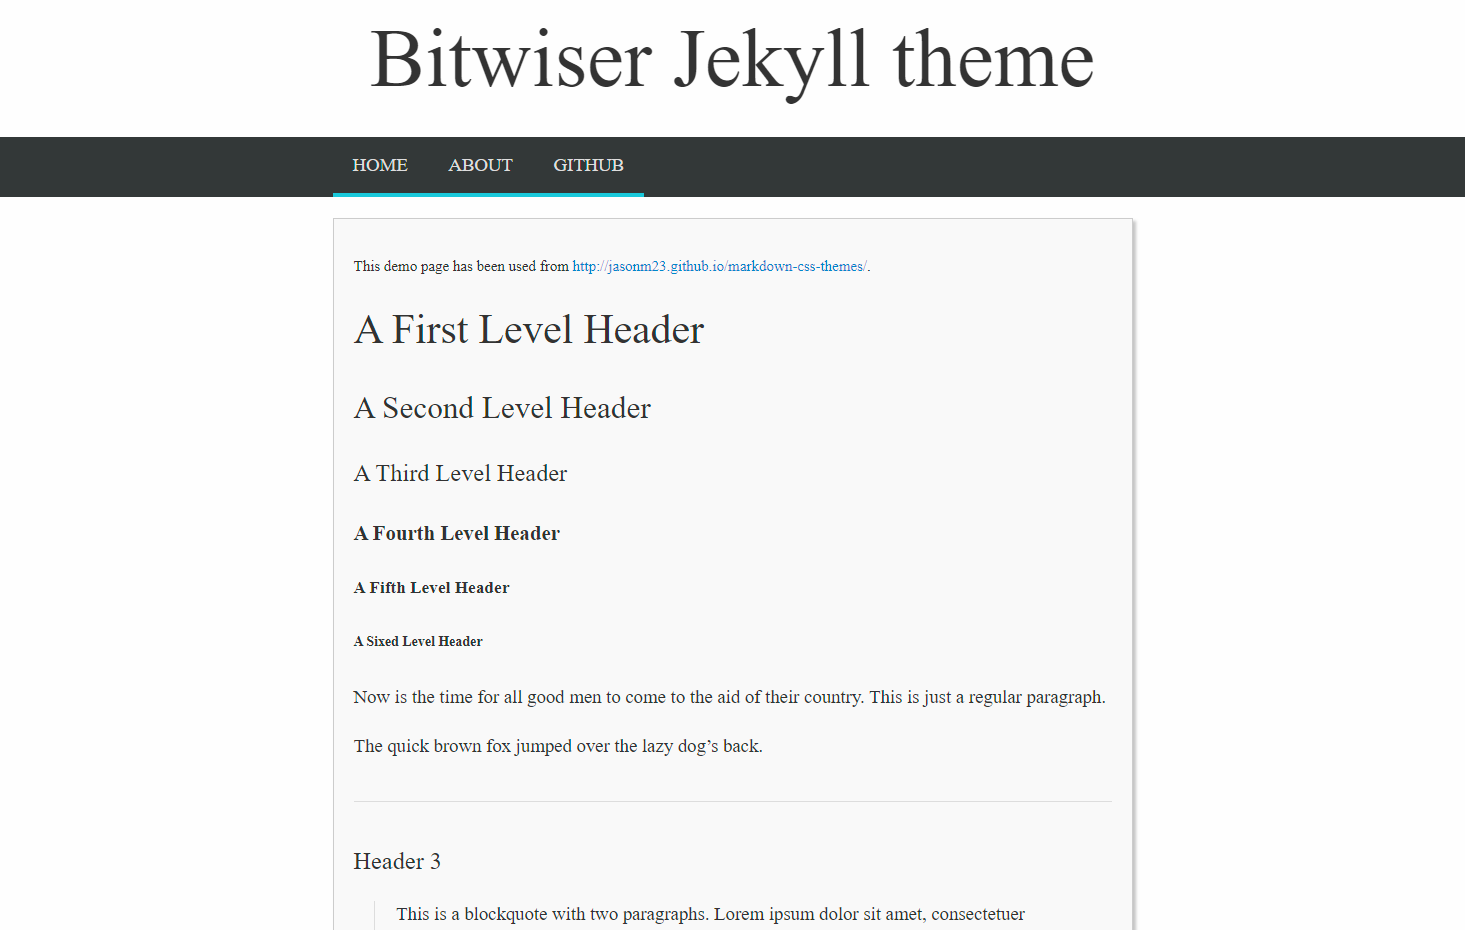 Bitwiser Jekyll theme
HOME ABOUT GITHUB
This demo page has been used from http://jasonm23.github.io/markdown-css-themes/.
A First Level Header
A Second Level Header
A Third Level Header
A Fourth Level Header
A Fifth Level Header
A Sixed Level Header
Now is the time for all good men to come to the aid of their country. This is just a regular paragraph.
The quick brown fox jumped over the lazy dog’s back.
Header 3
This is a blockquote with two paragraphs. Lorem ipsum dolor sit amet, consectetuer